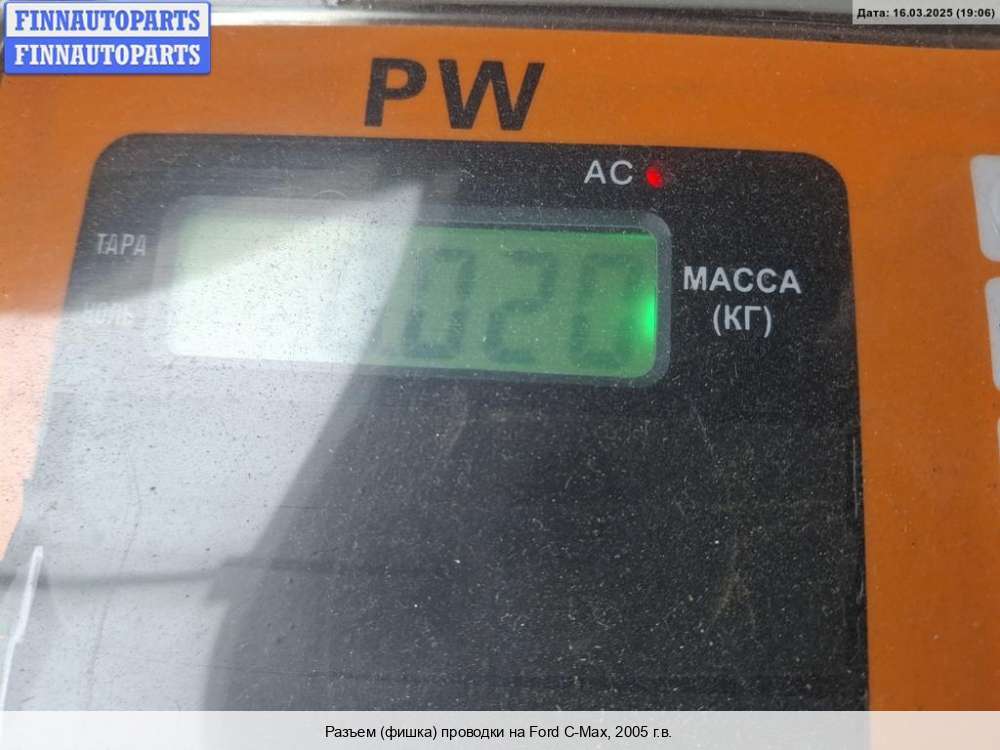 FINNAUTOPARTS
FINNAUTOPARTS
Дата: 16.03.2025 (19:06)
PW
AC
ТАРА
НОЛЬ
020
МАССА
(КГ)
Разъем (фишка) проводки на Ford C-Max, 2005 г.в.